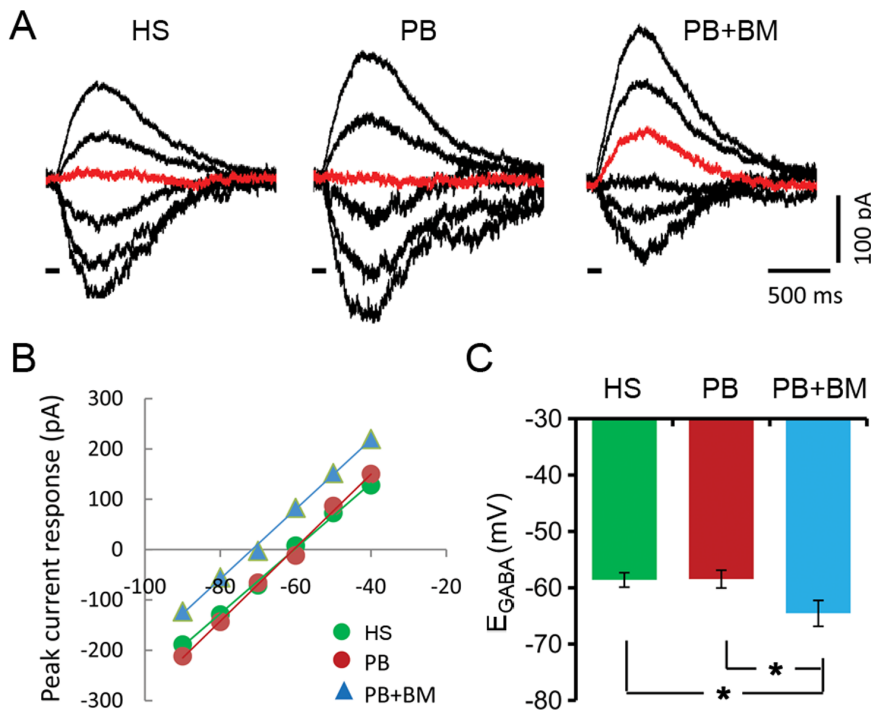 A
HS
PB
PB+BM
100 pA
500 ms
B
Peak current response (pA)
300
200
100
0
-100
-200
-300
-100
-80
-60
-40
-20
HS
PB
PB+BM
C
HS
PB
PB+BM
EGABA (mV)
-30
-40
-50
-60
-70
-80
*
*